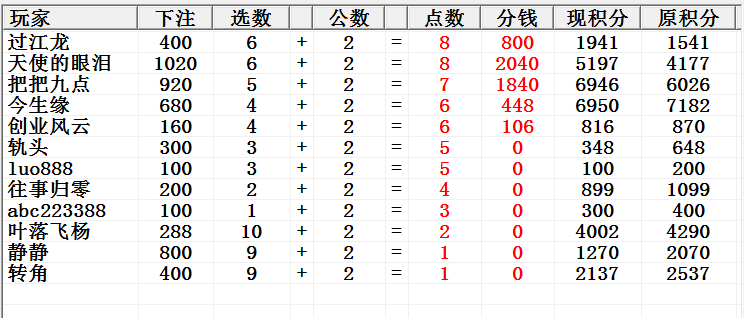 玩家 下注 选数 公数 点数 分钱 现积分 原积分
过江龙 400 6 + 2 = 8 800 1941 1541
天使的眼泪 1020 6 + 2 = 8 2040 5197 4177
把把九点 920 5 + 2 = 7 1840 6946 6026
今生缘 680 4 + 2 = 6 448 6950 7182
创业风云 160 4 + 2 = 6 106 816 870
轨头 300 3 + 2 = 5 0 348 648
luo888 100 3 + 2 = 5 0 100 200
往事归零 200 2 + 2 = 4 0 899 1099
abc223388 100 1 + 2 = 3 0 300 400
叶落飞杨 288 10 + 2 = 2 0 4002 4290
静静 800 9 + 2 = 1 0 1270 2070
转角 400 9 + 2 = 1 0 2137 2537